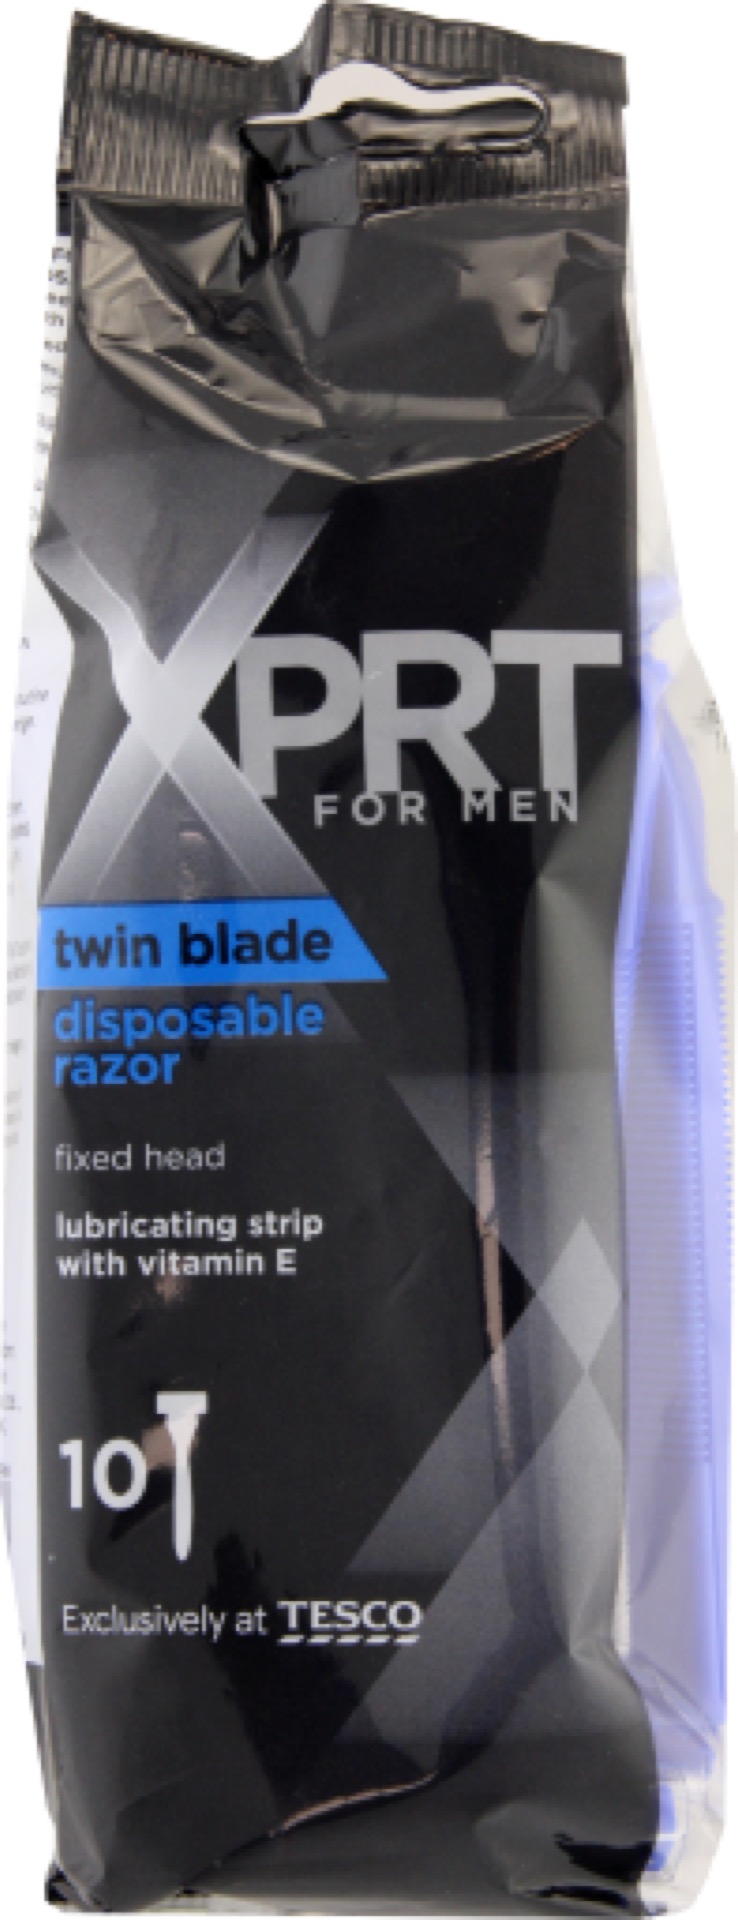 XPRT
FOR MEN
twin blade
disposable
razor
fixed head
lubricating strip
with vitamin E
10
Exclusively at TESCO